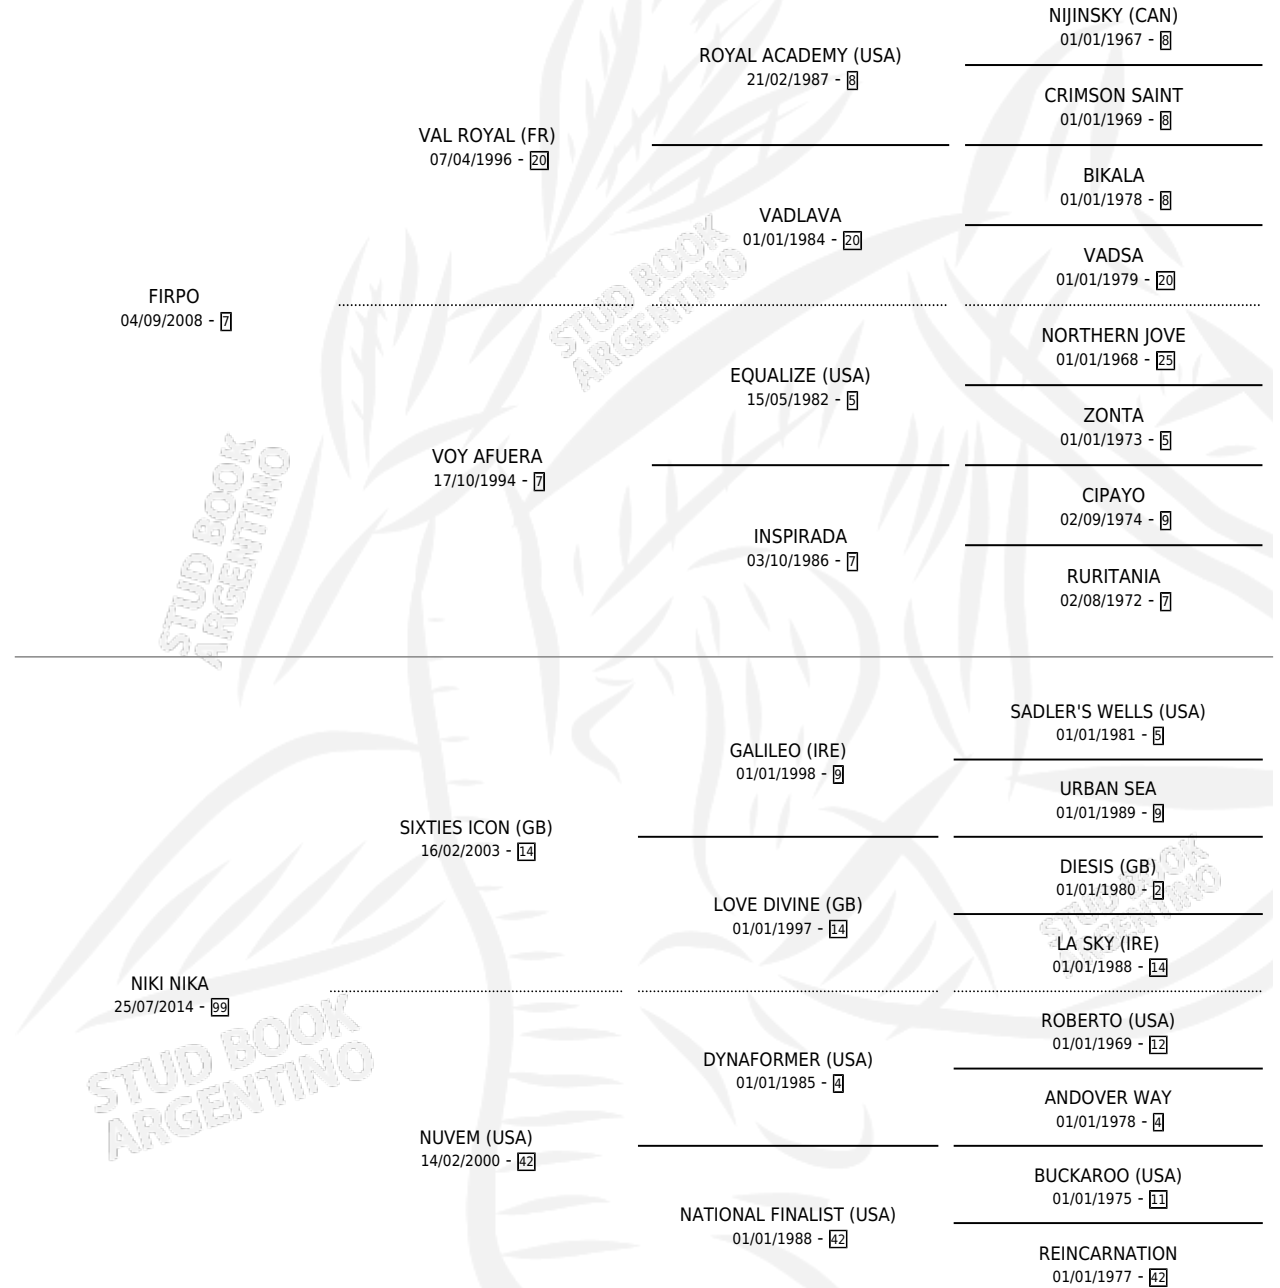 NIJINSKY (CAN)
01/01/1967 - 8
ROYAL ACADEMY (USA)
21/02/1987 - 8
CRIMSON SAINT
01/01/1969 - 8
VAL ROYAL (FR)
07/04/1996 - 20
BIKALA
01/01/1978 - 8
VADLAVA
01/01/1984 - 20
VADSA
01/01/1979 - 20
FIRPO
04/09/2008 - 7
NORTHERN JOVE
01/01/1968 - 25
EQUALIZE (USA)
15/05/1982 - 5
ZONTA
01/01/1973 - 5
VOY AFUERA
17/10/1994 - 7
CIPAYO
02/09/1974 - 9
INSPIRADA
03/10/1986 - 7
RURITANIA
02/08/1972 - 7
STUD BOOK
ARGENTINO
STUD BOOK
ARGENTINO
SADLER'S WELLS (USA)
01/01/1981 - 5
GALILEO (IRE)
01/01/1998 - 9
URBAN SEA
01/01/1989 - 9
SIXTIES ICON (GB)
16/02/2003 - 14
DIESIS (GB)
01/01/1980 - 2
LOVE DIVINE (GB)
01/01/1997 - 14
LA SKY (IRE)
01/01/1988 - 14
NIKI NIKA
25/07/2014 - 99
ROBERTO (USA)
01/01/1969 - 12
DYNAFORMER (USA)
01/01/1985 - 4
ANDOVER WAY
01/01/1978 - 4
NUVEM (USA)
14/02/2000 - 42
BUCKAROO (USA)
01/01/1975 - 11
NATIONAL FINALIST (USA)
01/01/1988 - 42
REINCARNATION
01/01/1977 - 42
STUD BOOK
ARGENTINO
STUD BOOK
ARGENTINO